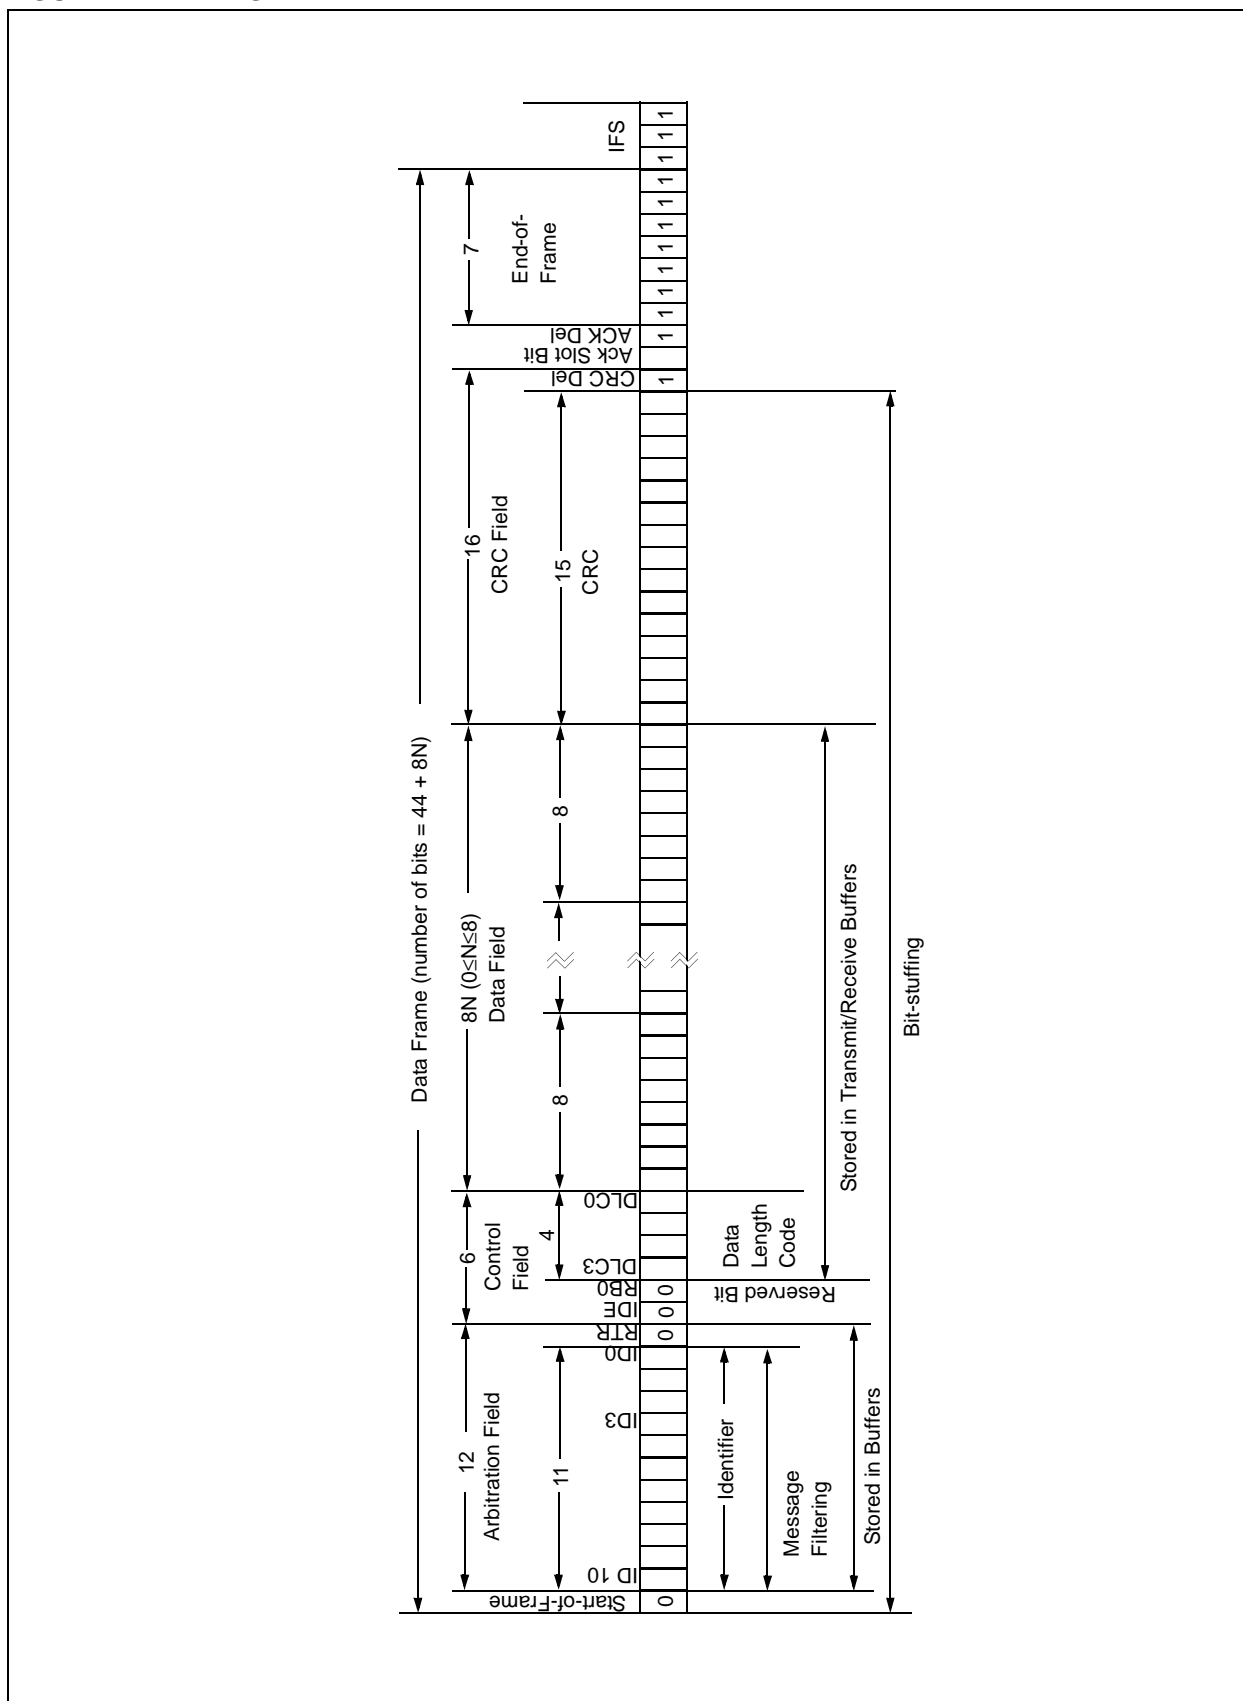 Data Frame (number of bits = 44 + 8N)
12
Arbitration Field
6
Control
Field
8N (0≤N≤8)
Data Field
16
CRC Field
7
End-of-
Frame
IFS
11
4
8
8
15
CRC
Start-of-Frame
ID 10
ID3
ID0
RTR
IDE
RB0
DLC3
DLC0
CRC Del
Ack Slot Bit
ACK Del
0 0 0 0 1 1 1 1 1 1 1 1 1 1 1 1
Identifier
Message
Filtering
Reserved Bit
Data
Length
Code
Stored in Buffers
Stored in Transmit/Receive Buffers
Bit-stuffing